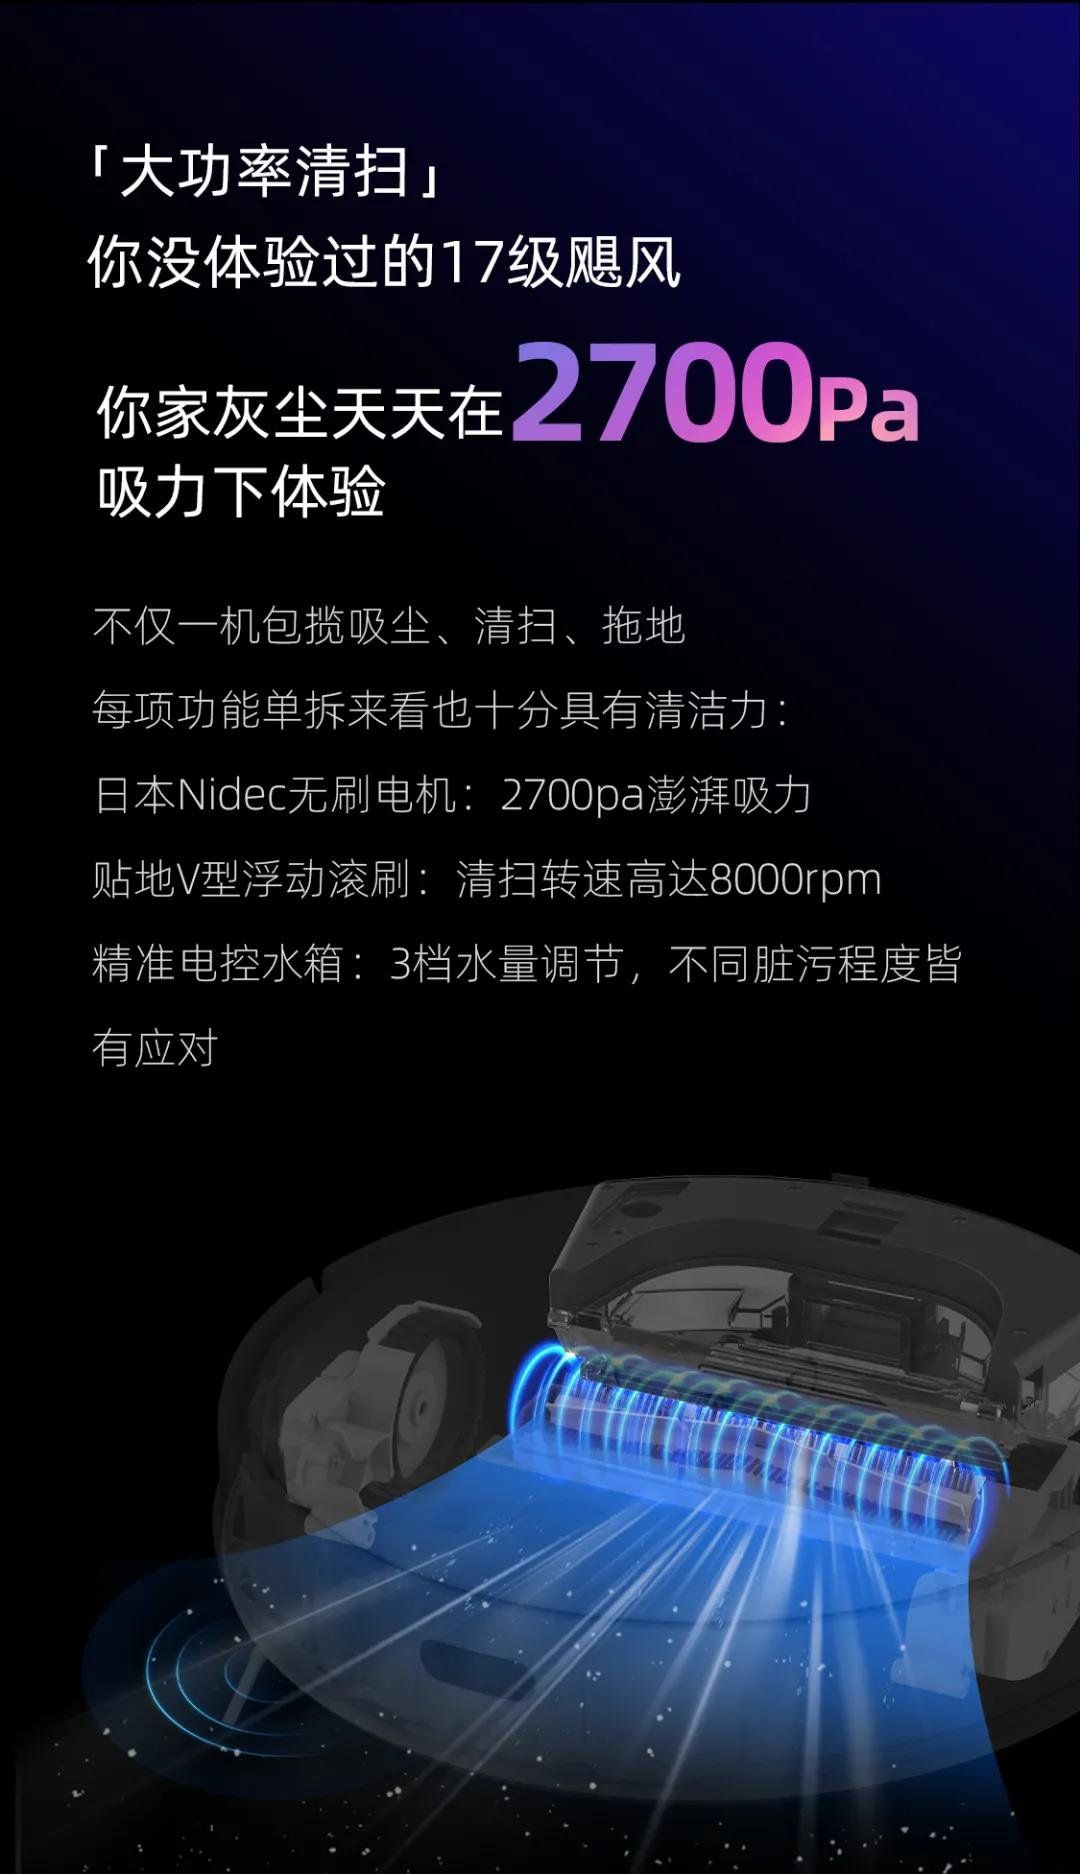 「大功率清扫」
你没体验过的17级飓风
你家灰尘天天在2700Pa
吸力下体验
不仅一机包揽吸尘、清扫、拖地
每项功能单拆来看也十分具有清洁力：
日本Nidec无刷电机：2700pa澎湃吸力
贴地V型浮动滚刷：清扫转速高达8000rpm
精准电控水箱：3档水量调节，不同脏污程度皆
有应对